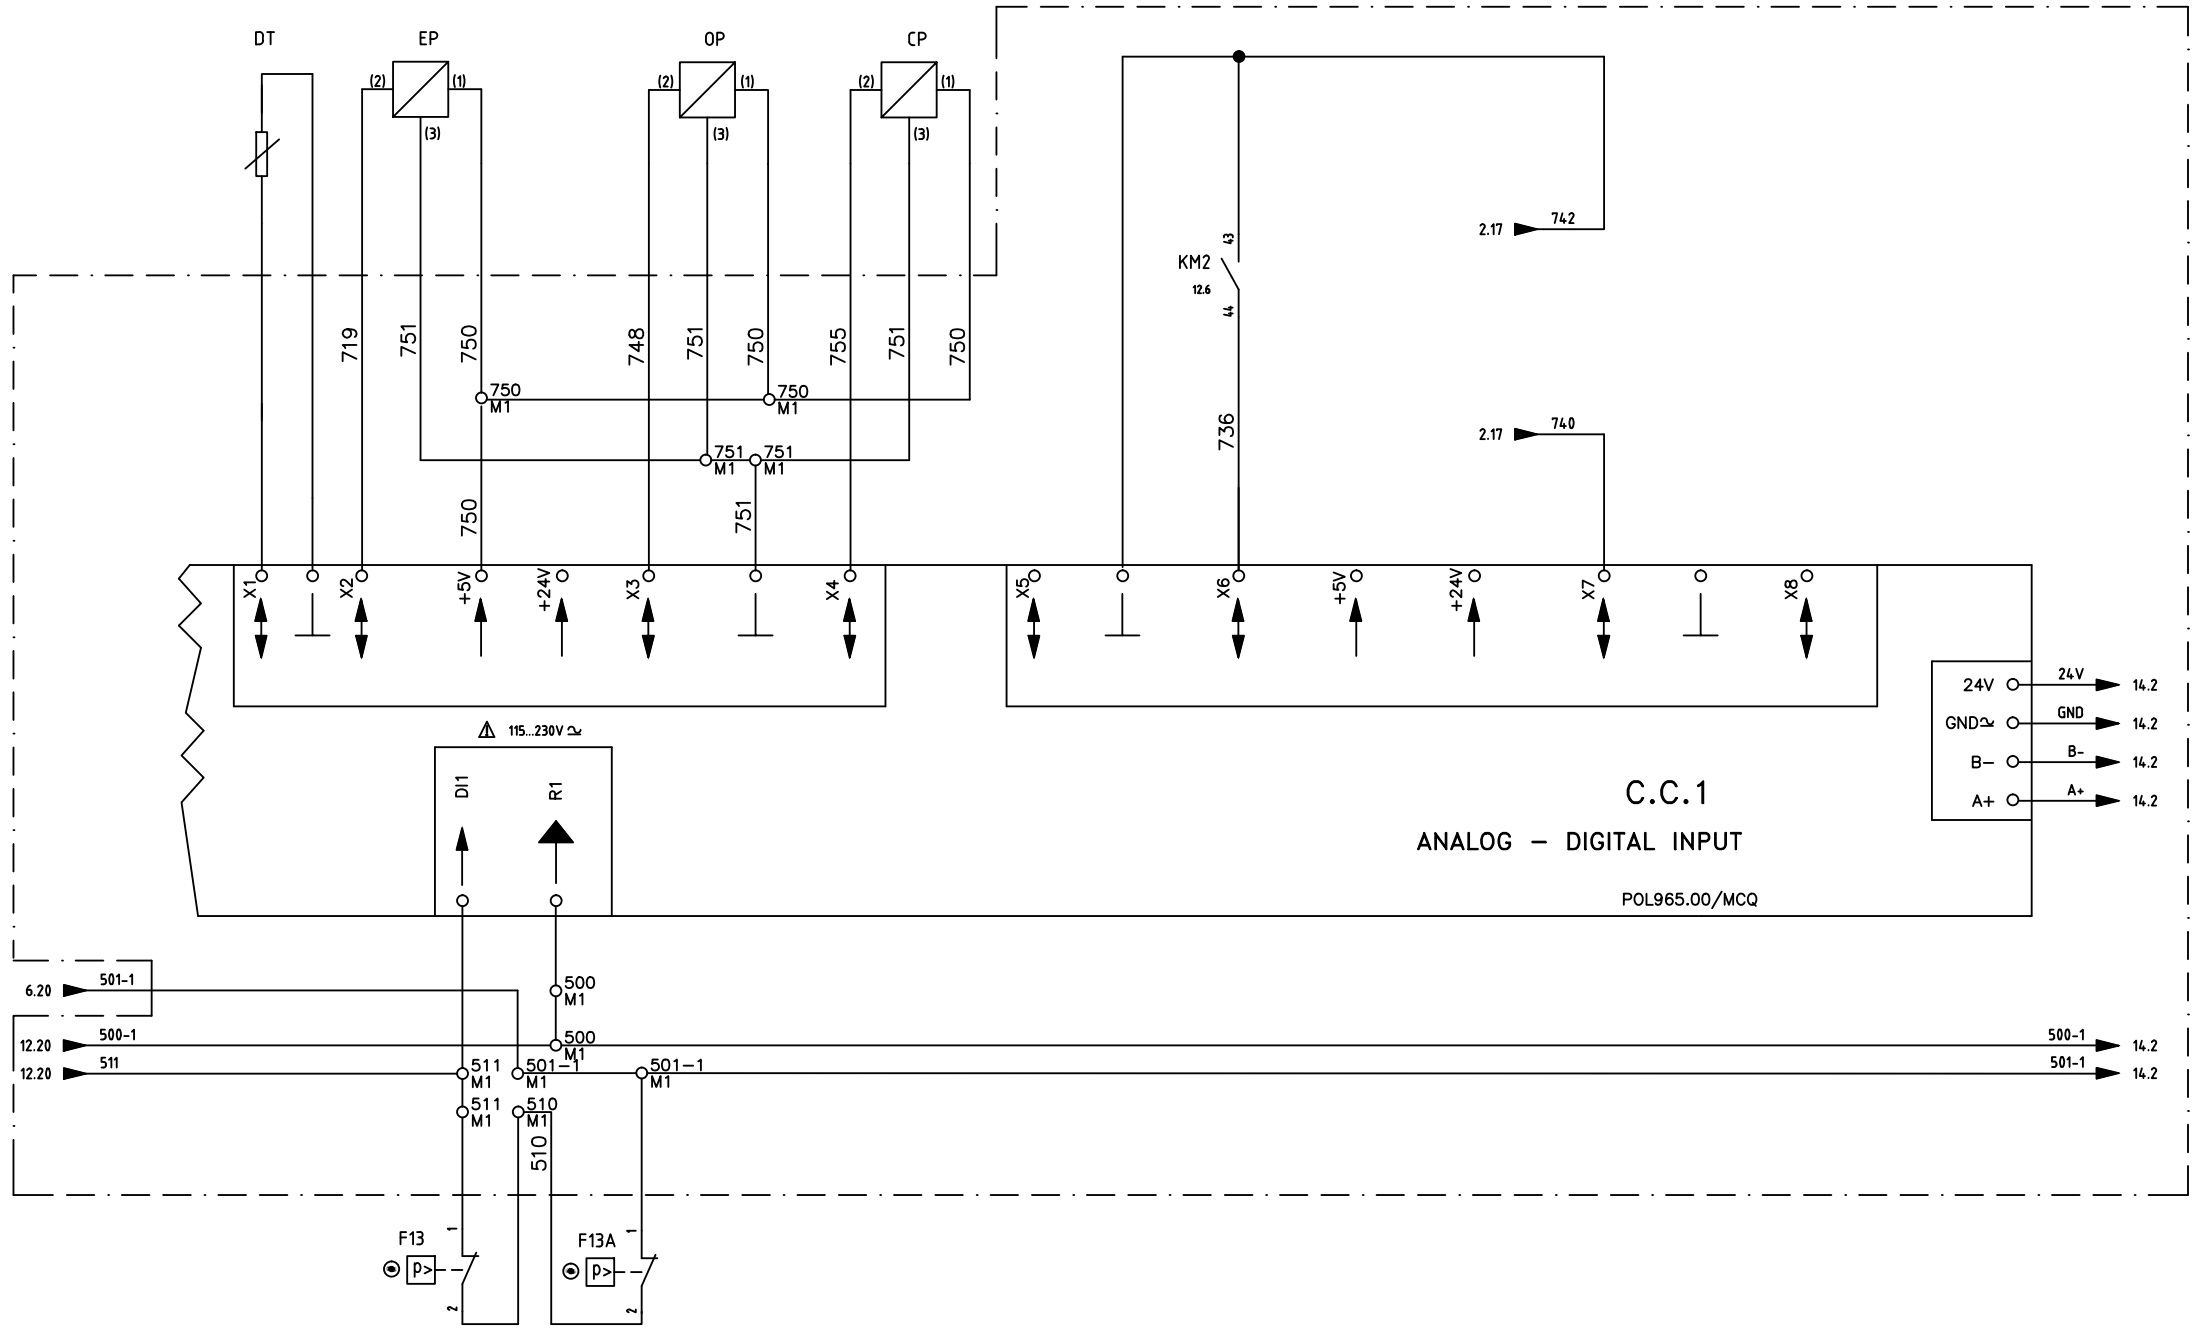 DT
EP
OP
CP
(2)
(1)
(3)
(2)
(1)
(3)
(2)
(1)
(3)
2.17
742
43
KM2
12.6
44
719
751
750
748
751
750
755
751
750
750
M1
750
M1
736
2.17
740
751
M1
751
M1
750
751
X1
X2
+5V
+24V
X3
X4
X5
X6
+5V
+24V
X7
X8
24V
24V
14.2
GND
GND
14.2
B-
B-
14.2
A+
A+
14.2
115...230V
DI1
R1
C.C.1
ANALOG - DIGITAL INPUT
POL965.00/MCQ
6.20
501-1
500
M1
12.20
500-1
500
M1
500-1
14.2
12.20
511
511
M1
501-1
M1
501-1
M1
501-1
14.2
511
M1
510
M1
510
1
F13
p>
2
1
F13A
p>
2